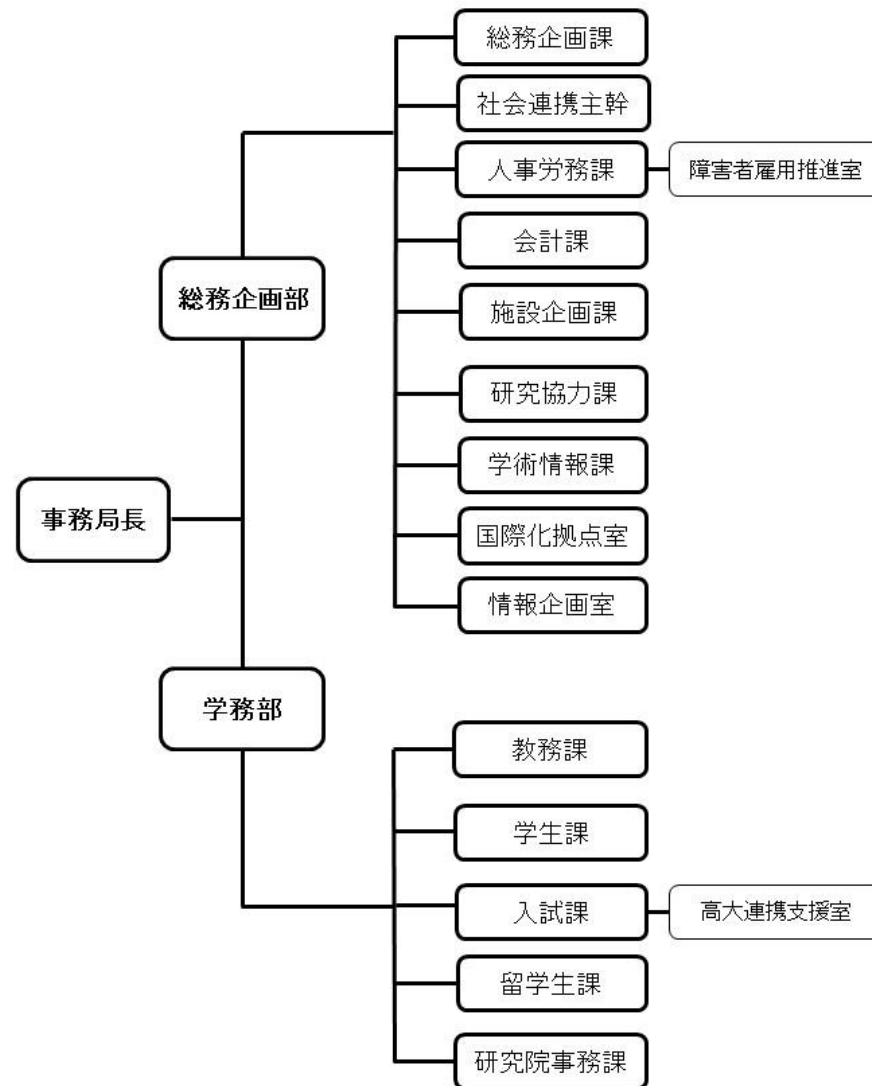 事務局長
総務企画部
総務企画課
社会連携主幹
人事労務課
障害者雇用推進室
会計課
施設企画課
研究協力課
学術情報課
国際化拠点室
情報企画室
学務部
教務課
学生課
入試課
高大連携支援室
留学生課
研究院事務課